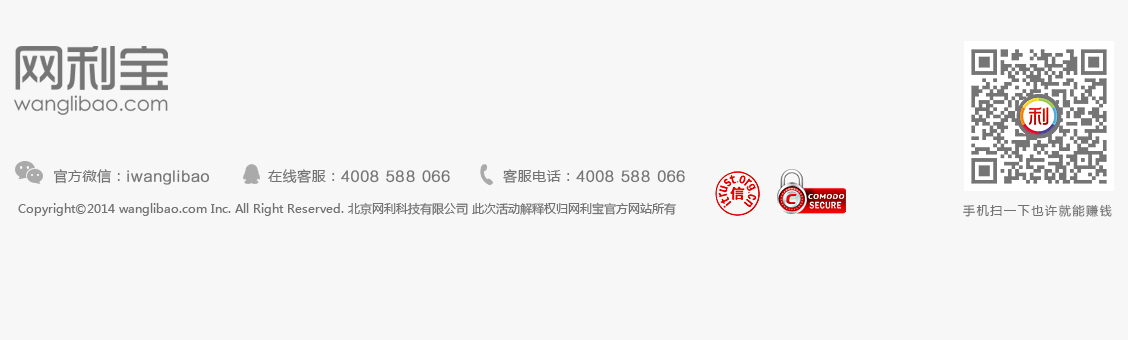 网利宝
wanglibao.com
官方微信：iwanglibao
在线客服：4008 588 066
客服电话：4008 588 066
Copyright©2014 wanglibao.com Inc. All Right Reserved. 北京网利科技有限公司 此次活动解释权归网利宝官方网站所有
itrust.org.cn
信
C
COMODO
SECURE
利
手机扫一下也许就能赚钱